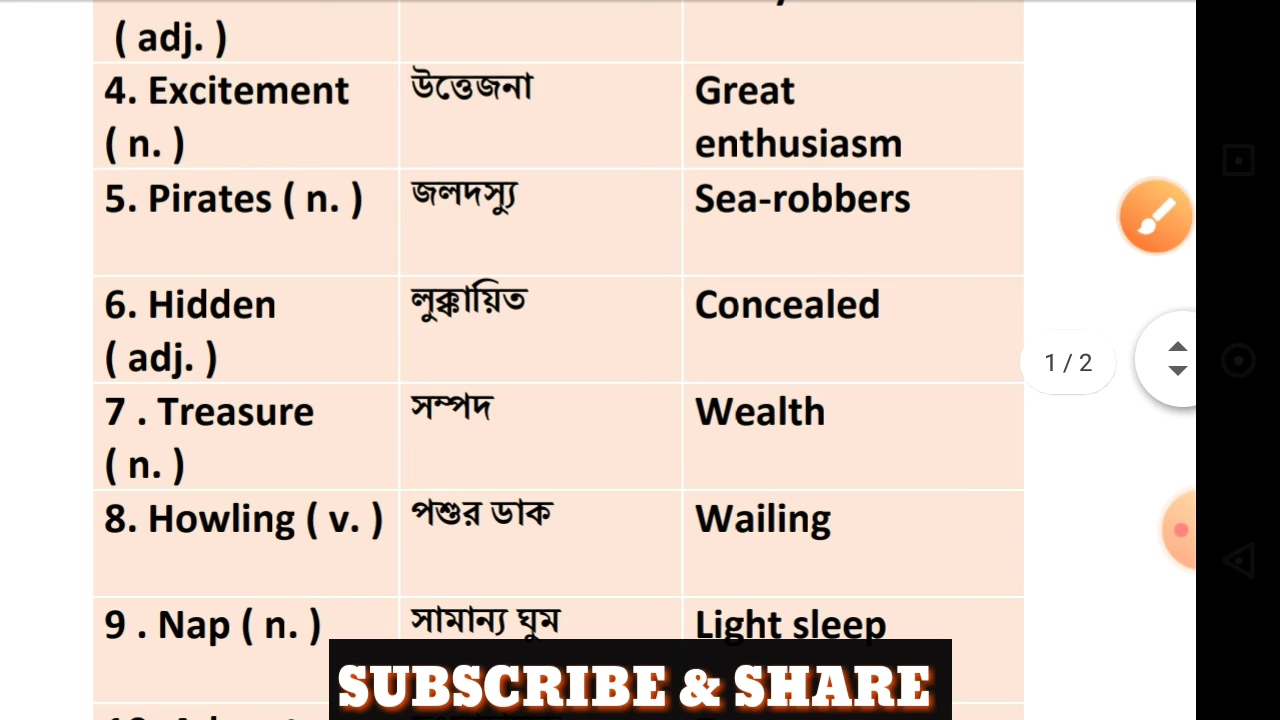 ( adj. )
4. Excitement উত্তেজনা Great
( n. ) enthusiasm
5. Pirates ( n. ) জলদস্যু Sea-robbers
6. Hidden লুক্কায়িত Concealed
( adj. )
1 / 2
7 . Treasure সম্পদ Wealth
( n. )
8. Howling ( v. ) পশুর ডাক Wailing
9 . Nap ( n. ) সামান্য ঘুম Light sleep
SUBSCRIBE & SHARE